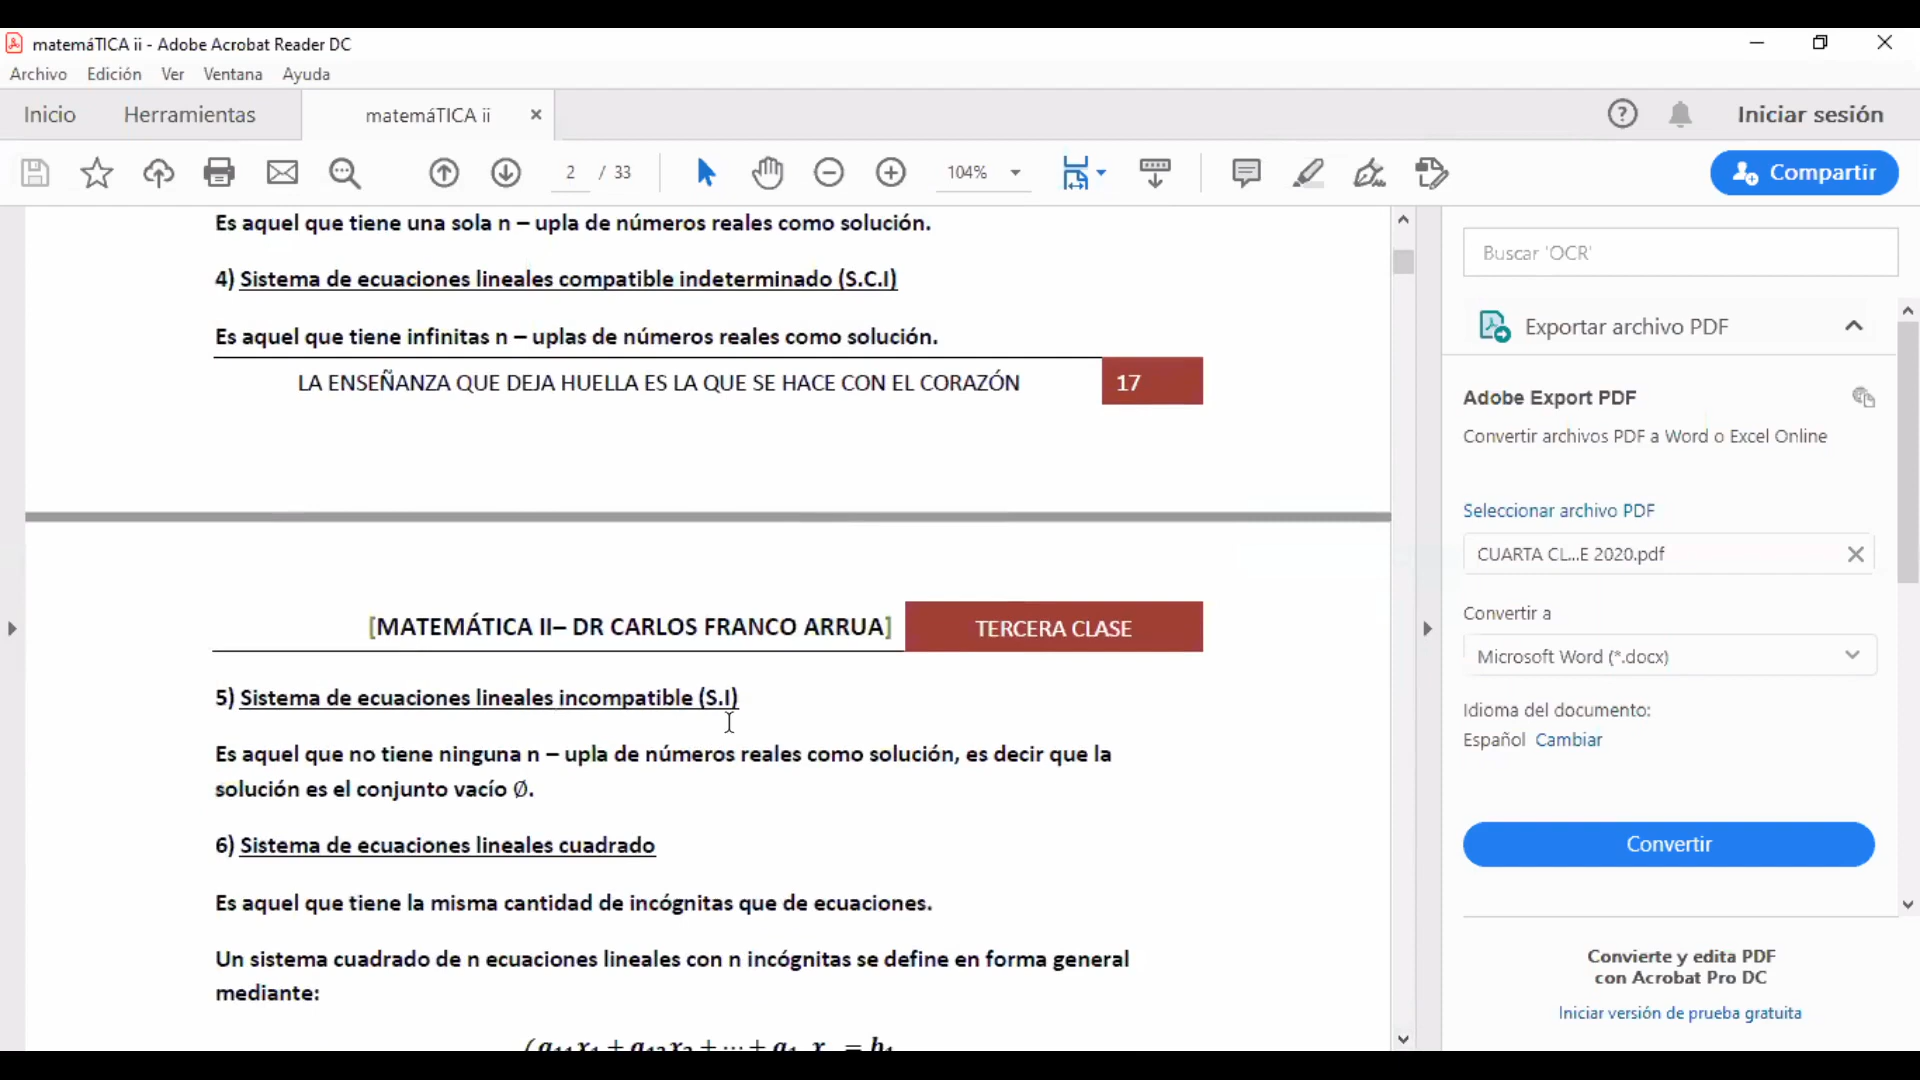 matemáTICA ii - Adobe Acrobat Reader DC
Archivo Edición Ver Ventana Ayuda
Inicio Herramientas matemáTICA ii Iniciar sesión
2 / 33 104% Compartir
Es aquel que tiene una sola n – upla de números reales como solución.
4) Sistema de ecuaciones lineales compatible indeterminado (S.C.I)
Es aquel que tiene infinitas n – uplas de números reales como solución.
LA ENSEÑANZA QUE DEJA HUELLA ES LA QUE SE HACE CON EL CORAZÓN 17
[MATEMÁTICA II– DR CARLOS FRANCO ARRUA] TERCERA CLASE
5) Sistema de ecuaciones lineales incompatible (S.I)
Es aquel que no tiene ninguna n – upla de números reales como solución, es decir que la
solución es el conjunto vacío Ø.
6) Sistema de ecuaciones lineales cuadrado
Es aquel que tiene la misma cantidad de incógnitas que de ecuaciones.
Un sistema cuadrado de n ecuaciones lineales con n incógnitas se define en forma general
mediante:
Buscar 'OCR'
Exportar archivo PDF
Adobe Export PDF
Convertir archivos PDF a Word o Excel Online
Seleccionar archivo PDF
CUARTA CL...E 2020.pdf
Convertir a
Microsoft Word (*.docx)
Idioma del documento:
Español Cambiar
Convertir
Convierte y edita PDF
con Acrobat Pro DC
Iniciar versión de prueba gratuita